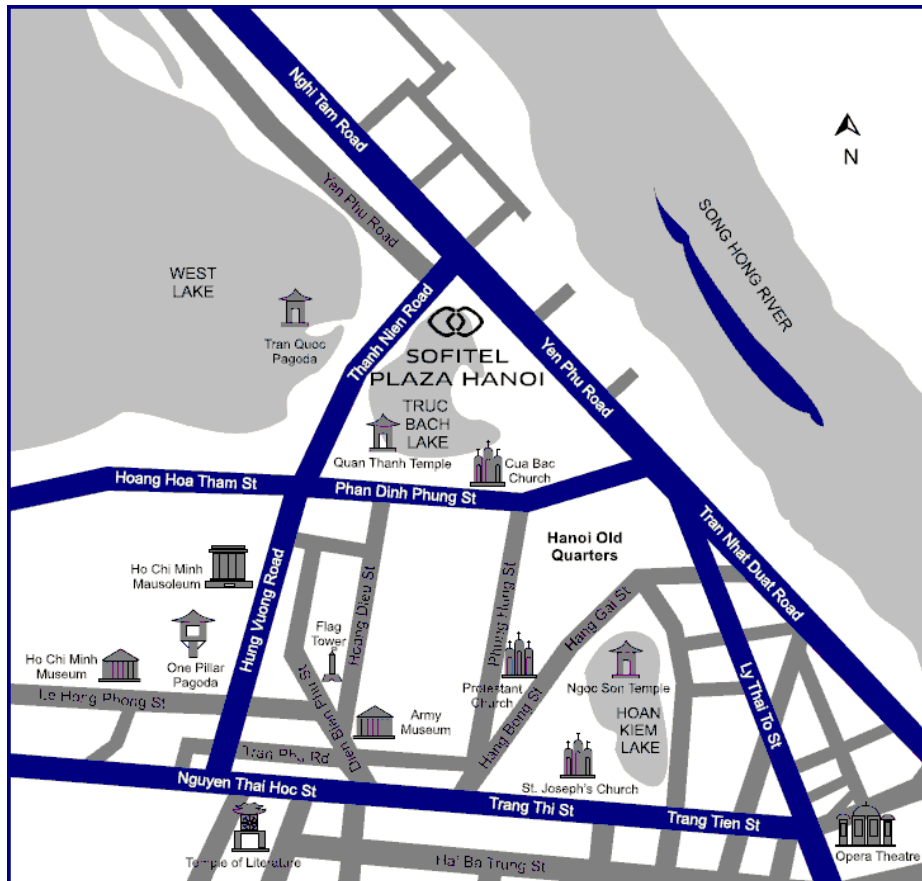 Nghi Tam Road
N
SONG HONG RIVER
Yen Phu Road
WEST
LAKE
Tran Quoc
Pagoda
Thanh Nien Road
SOFITEL
PLAZA HANOI
Yen Phu Road
TRUC
BACH
LAKE
Quan Thanh Temple
Cua Bac
Church
Hoang Hoa Tham St
Phan Dinh Phung St
Tran Nhat Duat Road
Hanoi Old
Quarters
Ho Chi Minh
Mausoleum
Hung Vuong Road
Hoang Dieu St
Phung Hung St
Hang Gai St
Flag
Tower
One Pillar
Pagoda
Ho Chi Minh
Museum
Le Hong Phong St
Dien Bien Phu St
Protestant
Church
Ngoc Son Temple
Ly Thai To St
Hang Bong St
HOAN
KIEM
LAKE
Army
Museum
Tran Phu Rd
St. Joseph's Church
Nguyen Thai Hoc St
Trang Thi St
Trang Tien St
Temple of Literature
Hai Ba Trung St
Opera Theatre